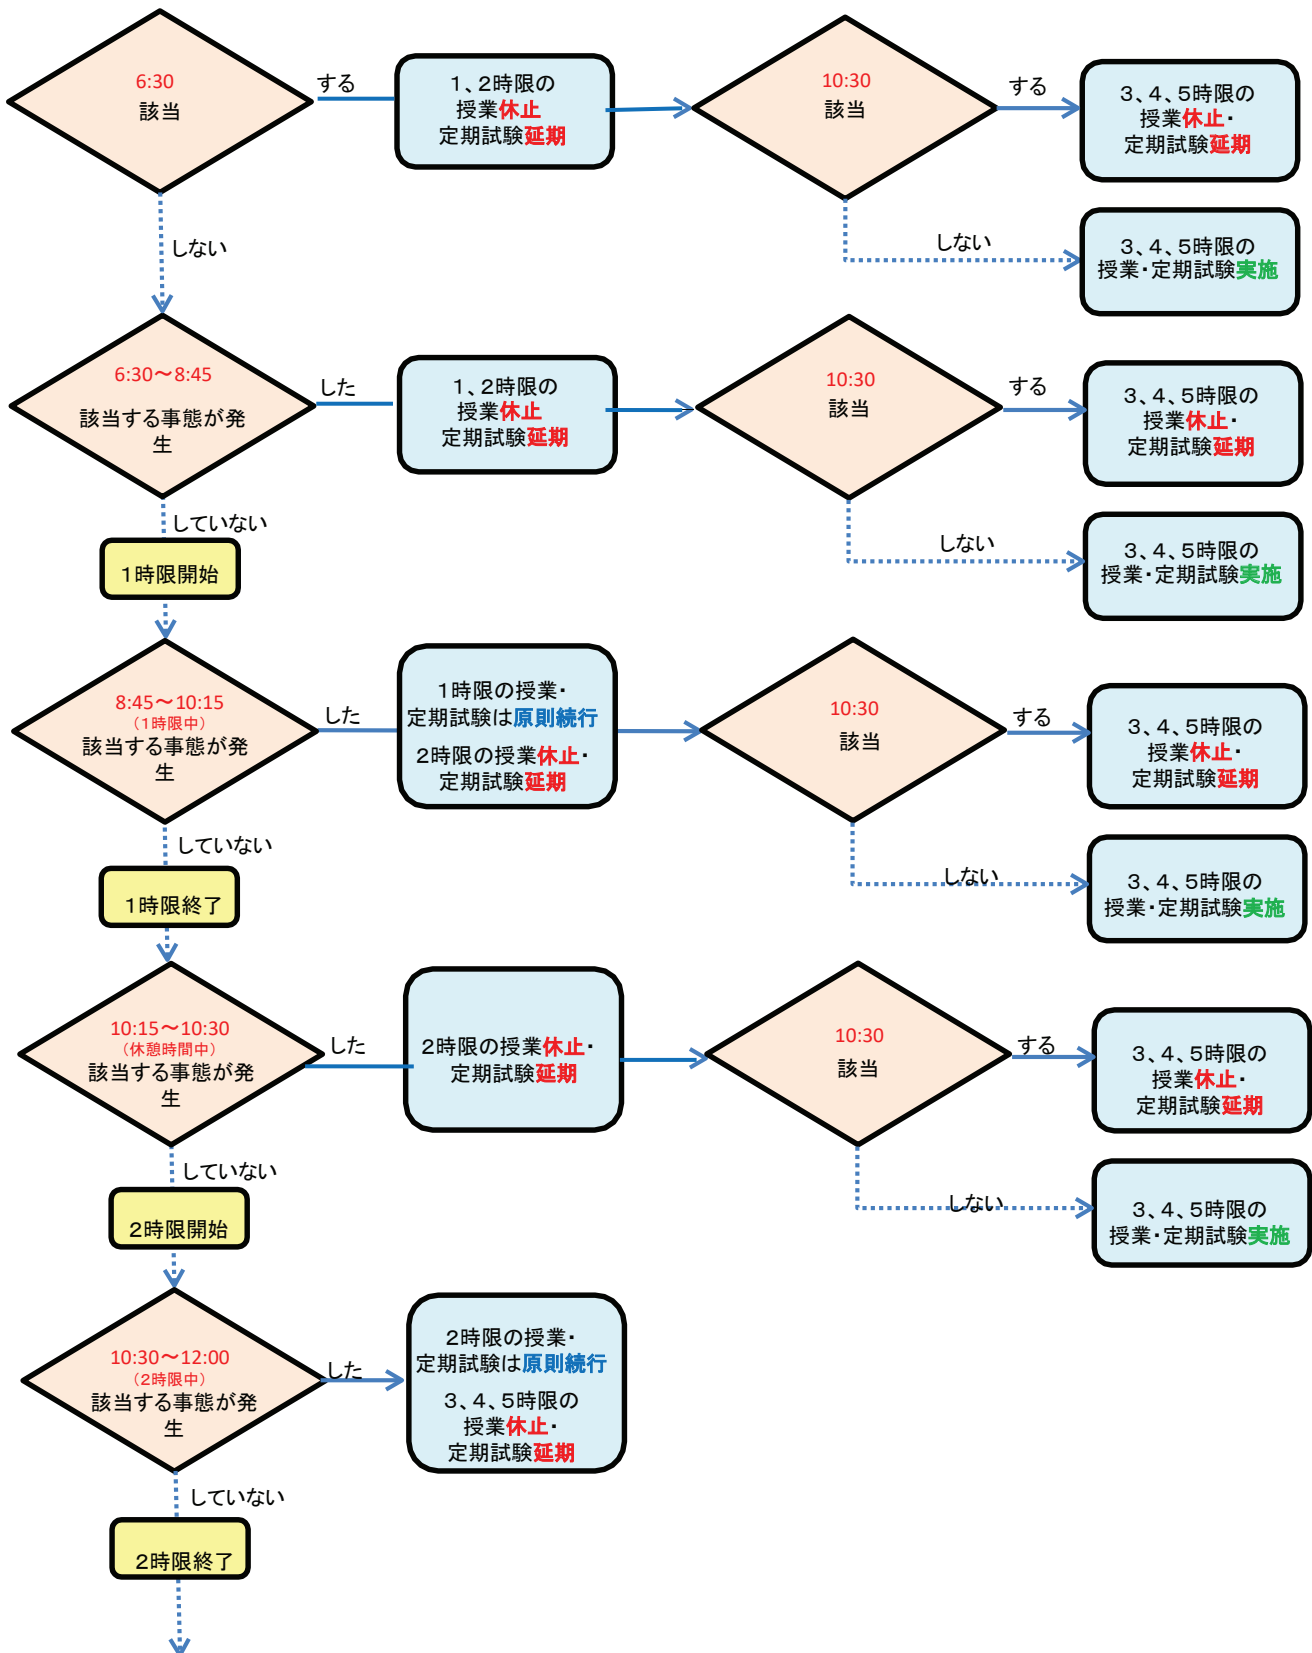 6:30
該当
する
1、2時限の
授業休止
定期試験延期
10:30
該当
する
3、4、5時限の
授業休止・
定期試験延期
しない
しない
3、4、5時限の
授業・定期試験実施
6:30～8:45
該当する事態が発
生
した
1、2時限の
授業休止
定期試験延期
10:30
該当
する
3、4、5時限の
授業休止・
定期試験延期
していない
しない
3、4、5時限の
授業・定期試験実施
1時限開始
8:45～10:15
（1時限中）
該当する事態が発
生
した
1時限の授業・
定期試験は原則続行
2時限の授業休止・
定期試験延期
10:30
該当
する
3、4、5時限の
授業休止・
定期試験延期
していない
しない
3、4、5時限の
授業・定期試験実施
1時限終了
10:15～10:30
（休憩時間中）
該当する事態が発
生
した
2時限の授業休止・
定期試験延期
10:30
該当
する
3、4、5時限の
授業休止・
定期試験延期
していない
しない
3、4、5時限の
授業・定期試験実施
2時限開始
10:30～12:00
（2時限中）
該当する事態が発
生
した
2時限の授業・
定期試験は原則続行
3、4、5時限の
授業休止・
定期試験延期
していない
2時限終了